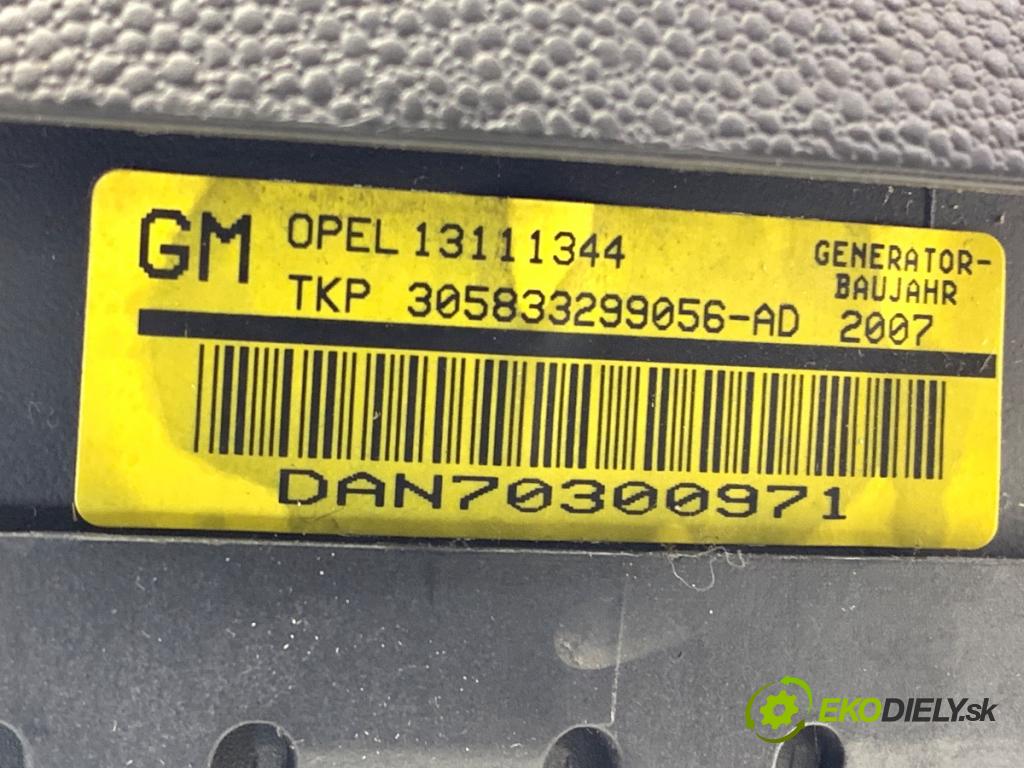 GM OPEL 13111344
TKP 305833299056-AD
GENERATOR-
BAUJAHR
2007
DAN70300971
EKODIELY.sk